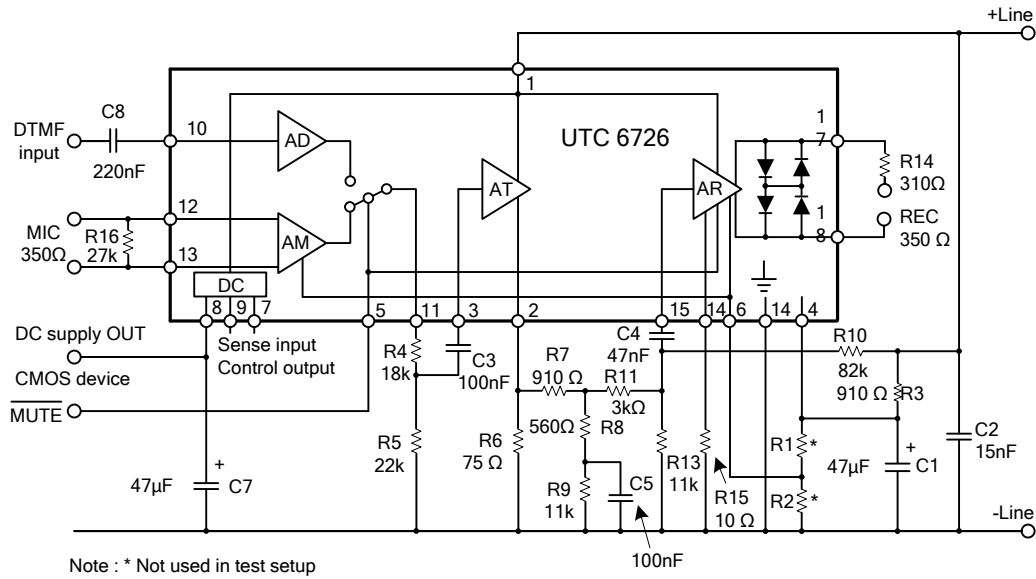 +Line
1
C8
DTMF
input
220nF
10
AD
UTC 6726
1
7
R14
310Ω
AT
AR
MIC
350Ω
R16
27k
12
13
AM
1
8
REC
350 Ω
DC
8
9
7
5
11
3
2
15
14
6
14
4
DC supply OUT
CMOS device
Sense input
Control output
MUTE
R4
18k
C3
100nF
C4
47nF
R10
82k
R7
910 Ω
R11
3kΩ
910 Ω
R3
R5
22k
R6
75 Ω
560Ω
R8
R9
11k
C5
100nF
R13
11k
R15
10 Ω
R1
*
R2
*
47µF
+
C1
C2
15nF
47µF
+
C7
-Line
Note : * Not used in test setup